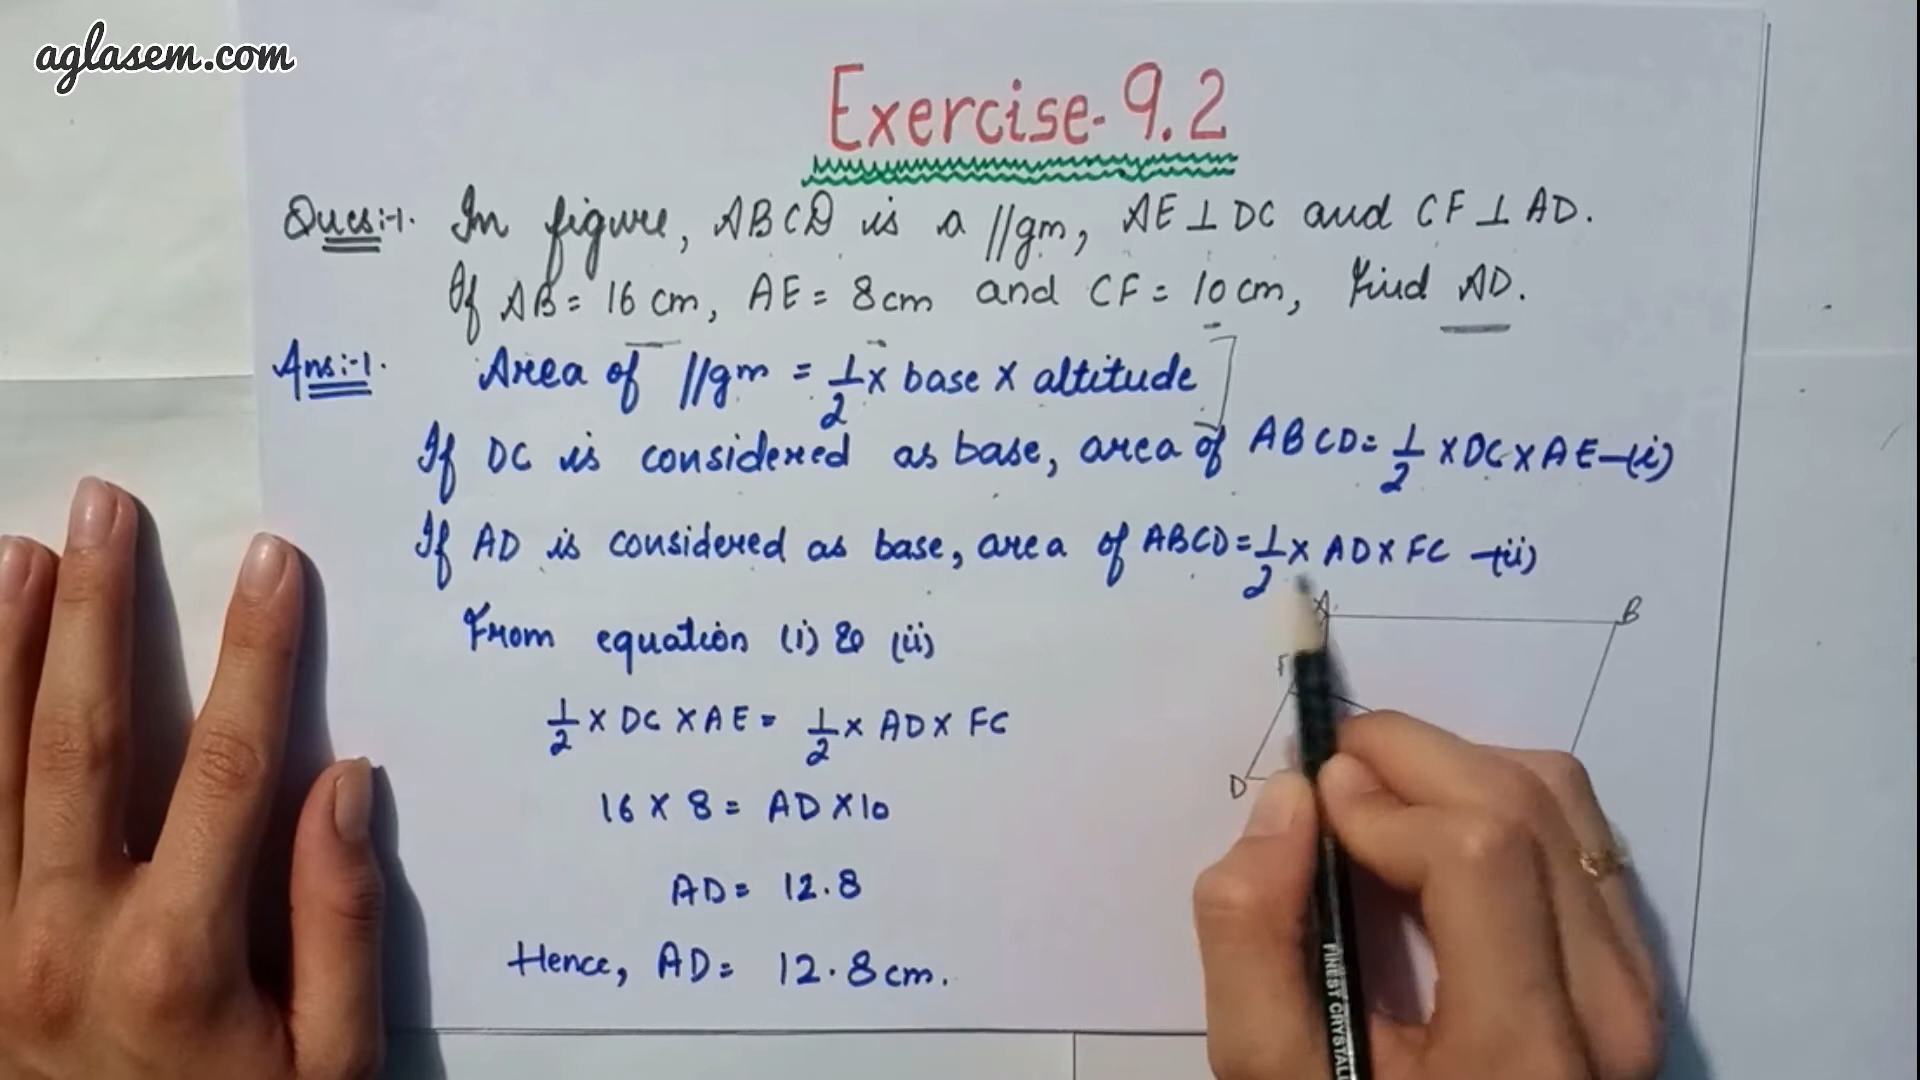 aglasem.com
Exercise-9.2
Ques:-1. In figure, ABCD is a //gm, AE ⊥ DC and CF ⊥ AD.
If AB = 16 cm, AE = 8 cm and CF = 10 cm, Find AD.
Ans:-1. Area of //gm = 1/2 × base × altitude
If DC is considered as base, area of ABCD = 1/2 × DC × AE -(i)
If AD is considered as base, area of ABCD = 1/2 × AD × FC -(ii)
A B
From equation (i) & (ii)
F
1/2 × DC × AE = 1/2 × AD × FC
D
16 × 8 = AD × 10
AD = 12.8
Hence, AD = 12.8 cm.
FINEST CRYSTAL